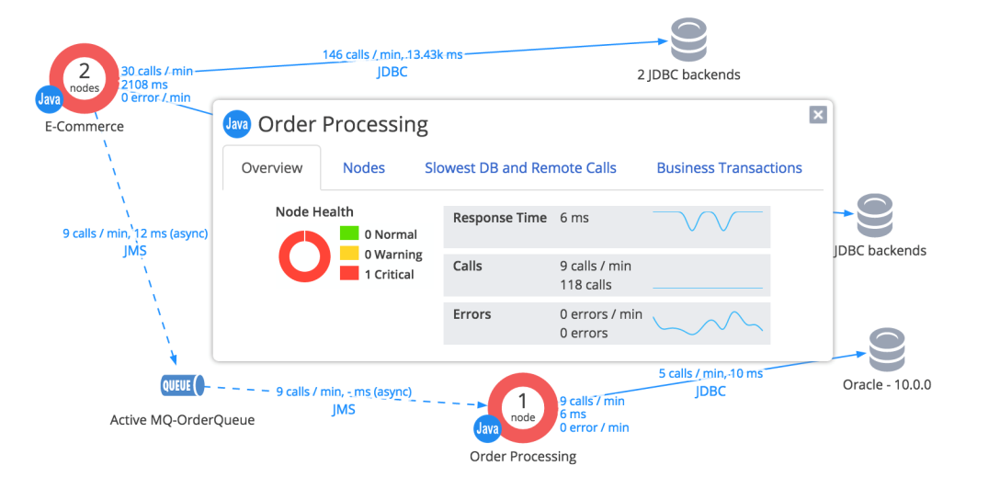 2
nodes
Java
E-Commerce
30 calls / min
2108 ms
0 error / min
146 calls / min, 13.43k ms
JDBC
2 JDBC backends
Java Order Processing
Overview
Nodes
Slowest DB and Remote Calls
Business Transactions
Node Health
0 Normal
0 Warning
1 Critical
Response Time 6 ms
Calls 9 calls / min
118 calls
Errors 0 errors / min
0 errors
9 calls / min, 12 ms (async)
JMS
JDBC backends
QUEUE
Active MQ-OrderQueue
9 calls / min, - ms (async)
JMS
1
node
Java
Order Processing
9 calls / min
6 ms
0 error / min
5 calls / min, 10 ms
JDBC
Oracle - 10.0.0